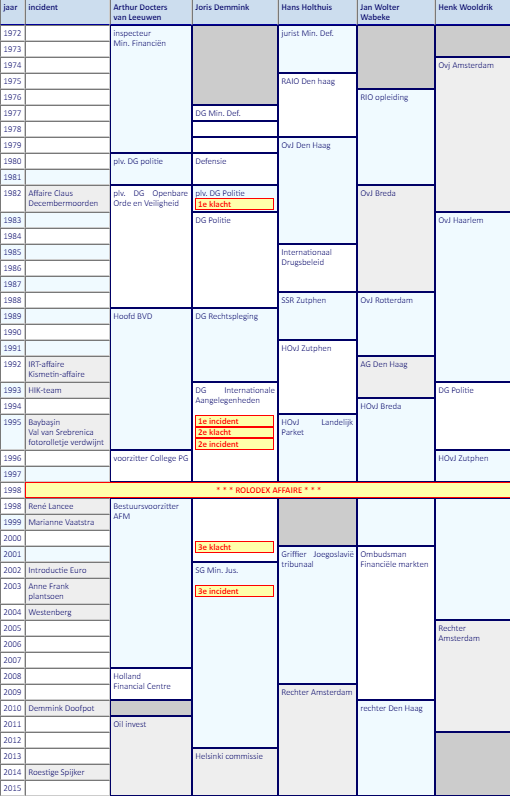 jaar incident Arthur Docters van Leeuwen Joris Demmink Hans Holthuis Jan Wolter Wabeke Henk Wooldrik
1972 inspecteur Min. Financiën jurist Min. Def.
1973
1974 Ovj Amsterdam
1975 RAIO Den haag
1976 RIO opleiding
1977 DG Min. Def.
1978
1979 OvJ Den Haag
1980 plv. DG politie Defensie
1981
1982 Affaire Claus Decembermoorden plv. DG Openbare Orde en Veiligheid plv. DG Politie 1e klacht OvJ Breda
1983 DG Politie OvJ Haarlem
1984
1985 Internationaal Drugsbeleid
1986
1987
1988 SSR Zutphen OvJ Rotterdam
1989 Hoofd BVD DG Rechtspleging
1990
1991 HOvJ Zutphen
1992 IRT-affaire Kismetin-affaire AG Den Haag
1993 HIK-team DG Internationale Aangelegenheden DG Politie
1994 HOvJ Breda
1995 Baybaşin Val van Srebrenica fotorolletje verdwijnt 1e incident 2e klacht 2e incident HOvJ Landelijk Parket
1996 voorzitter College PG HOvJ Zutphen
1997
1998 * * * ROLODEX AFFAIRE * * *
1998 René Lancee Bestuursvoorzitter AFM
1999 Marianne Vaatstra
2000 3e klacht
2001 Griffier Joegoslavië tribunaal Ombudsman Financiële markten
2002 Introductie Euro SG Min. Jus.
2003 Anne Frank plantsoen 3e incident
2004 Westenberg
2005 Rechter Amsterdam
2006
2007
2008 Holland Financial Centre
2009 Rechter Amsterdam
2010 Demmink Doofpot rechter Den Haag
2011 Oil invest
2012
2013 Helsinki commissie
2014 Roestige Spijker
2015